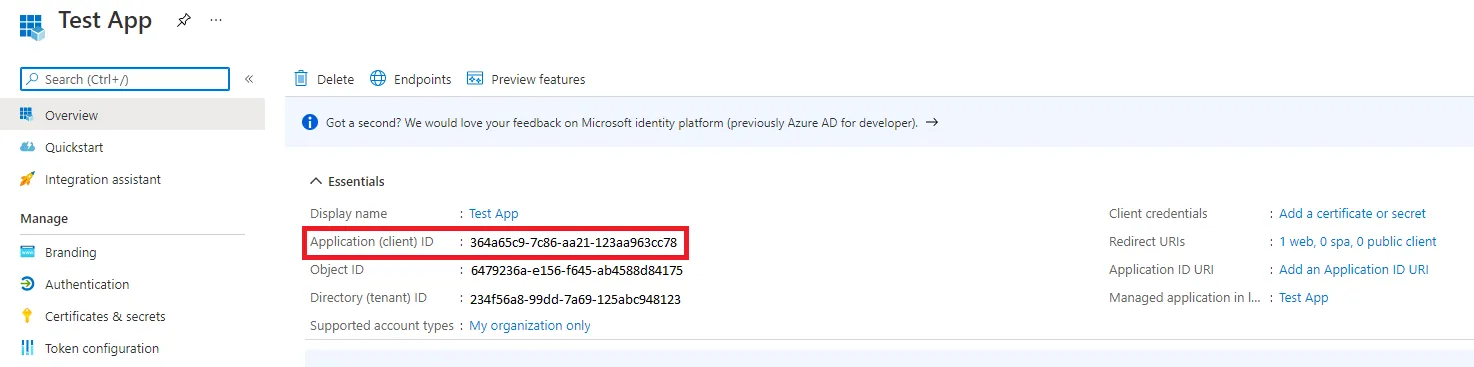 Test App
Search (Ctrl+/)
Overview
Quickstart
Integration assistant
Manage
Branding
Authentication
Certificates & secrets
Token configuration
Delete Endpoints Preview features
Got a second? We would love your feedback on Microsoft identity platform (previously Azure AD for developer). →
Essentials
Display name : Test App
Application (client) ID : 364a65c9-7c86-aa21-123aa963cc78
Object ID : 6479236a-e156-f645-ab4588d84175
Directory (tenant) ID : 234f56a8-99dd-7a69-125abc948123
Supported account types : My organization only
Client credentials : Add a certificate or secret
Redirect URIs : 1 web, 0 spa, 0 public client
Application ID URI : Add an Application ID URI
Managed application in l... : Test App